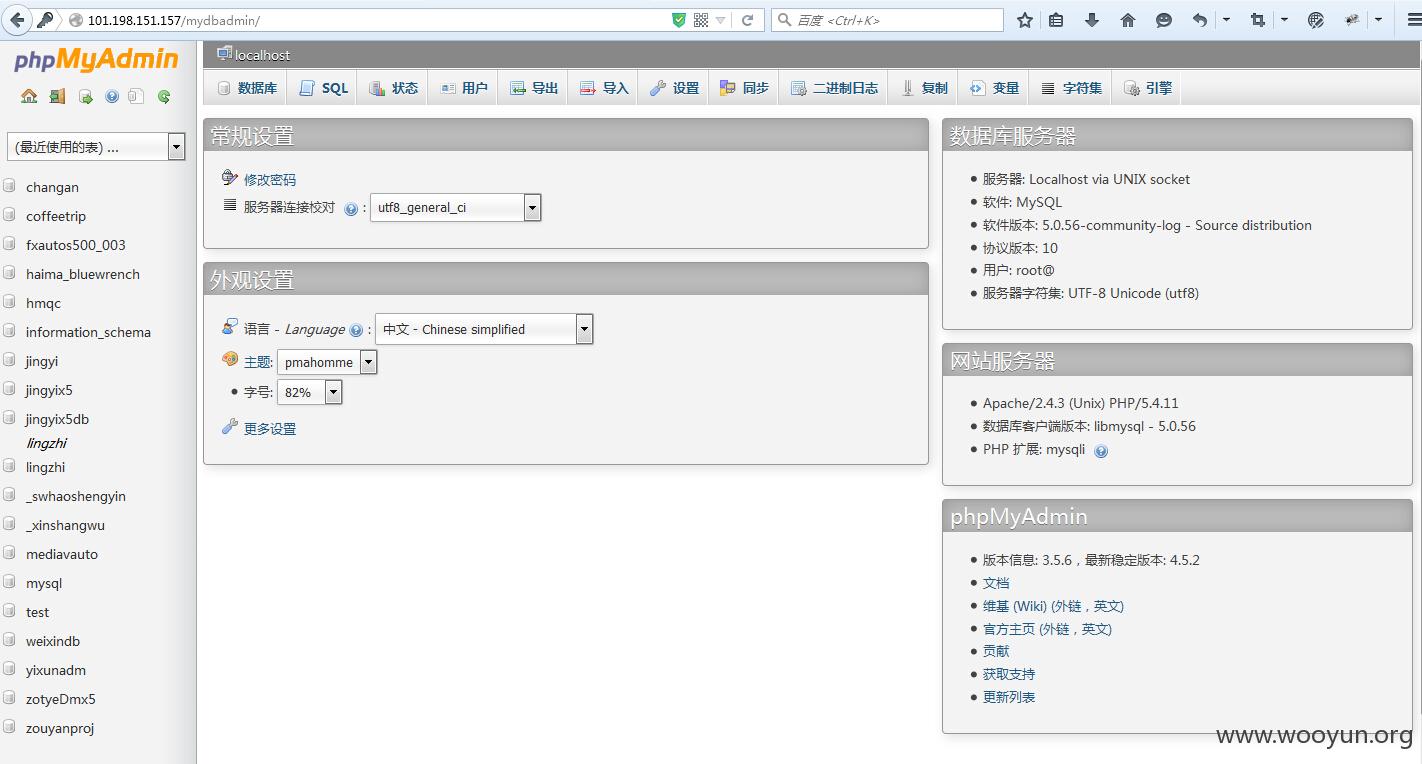 101.198.151.157/mydbadmin/
百度 <Ctrl+K>
phpMyAdmin
(最近使用的表) ...
changan
coffeetrip
fxautos500_003
haima_bluewrench
hmqc
information_schema
jingyi
jingyix5
jingyix5db
lingzhi
lingzhi
_swhaoshengyin
_xinshangwu
mediavauto
mysql
test
weixindb
yixunadm
zotyeDmx5
zouyanproj
localhost
数据库 SQL 状态 用户 导出 导入 设置 同步 二进制日志 复制 变量 字符集 引擎
常规设置
修改密码
服务器连接校对 : utf8_general_ci
外观设置
语言 - Language : 中文 - Chinese simplified
主题: pmahomme
字号: 82%
更多设置
数据库服务器
服务器: Localhost via UNIX socket
软件: MySQL
软件版本: 5.0.56-community-log - Source distribution
协议版本: 10
用户: root@
服务器字符集: UTF-8 Unicode (utf8)
网站服务器
Apache/2.4.3 (Unix) PHP/5.4.11
数据库客户端版本: libmysql - 5.0.56
PHP 扩展: mysqli
phpMyAdmin
版本信息: 3.5.6，最新稳定版本: 4.5.2
文档
维基 (Wiki) (外链，英文)
官方主页 (外链，英文)
贡献
获取支持
更新列表
www.wooyun.org